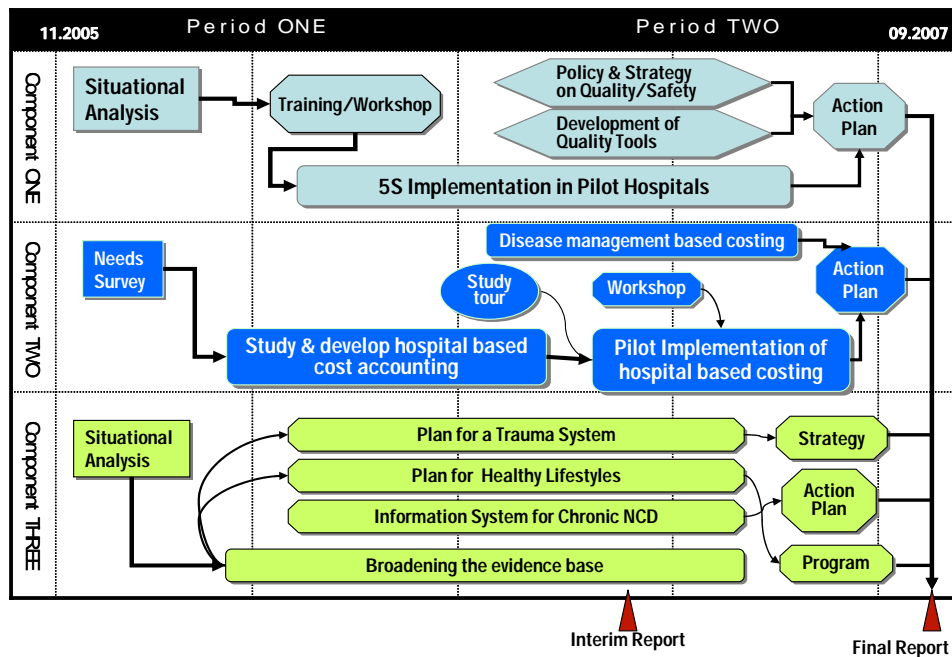 Period ONE
Period TWO
11.2005
09.2007
Component ONE
Situational
Analysis
Training/Workshop
Policy & Strategy
on Quality/Safety
Development of
Quality Tools
Action
Plan
5S Implementation in Pilot Hospitals
Component TWO
Needs
Survey
Disease management based costing
Study
tour
Workshop
Action
Plan
Study & develop hospital based
cost accounting
Pilot Implementation of
hospital based costing
Component THREE
Situational
Analysis
Plan for a Trauma System
Strategy
Plan for Healthy Lifestyles
Action
Plan
Information System for Chronic NCD
Broadening the evidence base
Program
Interim Report
Final Report